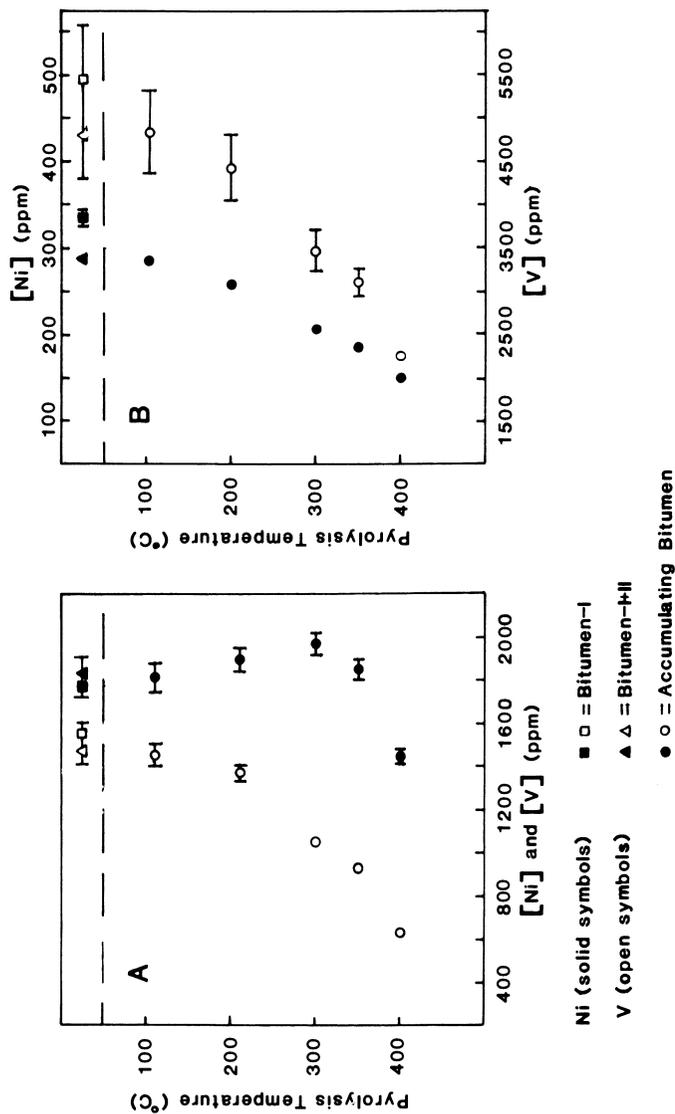 [Ni] (ppm)
100 200 300 400 500
B
Pyrolysis Temperature (°C)
100
200
300
400
1500 2500 3500 4500 5500
[V] (ppm)
A
Pyrolysis Temperature (°C)
100
200
300
400
400 800 1200 1600 2000
[Ni] and [V] (ppm)
Ni (solid symbols)
V (open symbols)
= Bitumen-I
= Bitumen-I+II
= Accumulating Bitumen